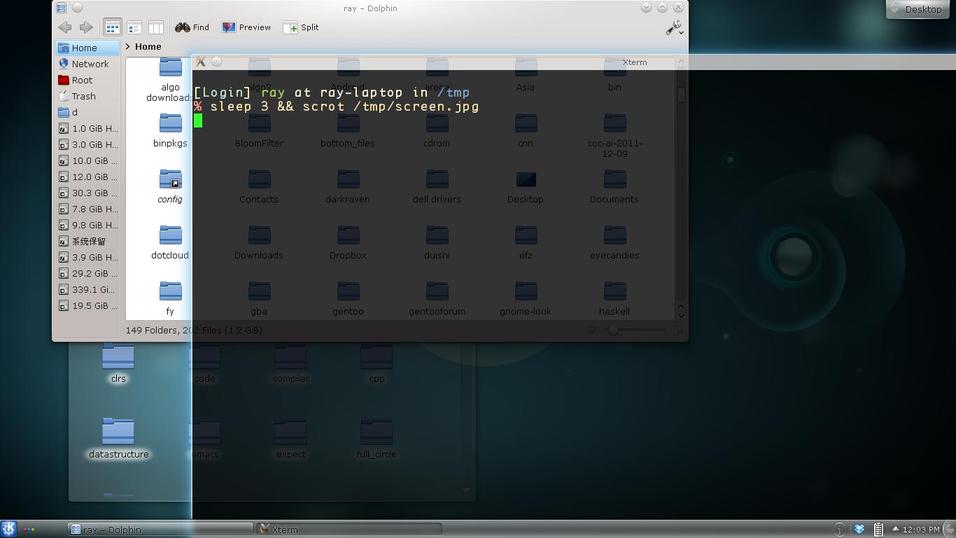 ray – Dolphin
Desktop
Find Preview Split
Home
Network
Root
Trash
d
1.0 GiB H...
3.0 GiB H...
10.0 GiB ...
12.0 GiB ...
30.3 GiB ...
7.8 GiB H...
9.8 GiB H...
系统保留
3.9 GiB H...
29.2 GiB ...
339.1 Gi...
19.5 GiB ...
> Home
Xterm
[Login] ray at ray-laptop in /tmp
% sleep 3 && scrot /tmp/screen.jpg
algo
downloads
Asia
bin
binpkgs BloomFilter bottom_files cdrom cnn coc-ai-2011-
12-09
config Contacts darkraven dell drivers Desktop Documents
dotcloud Downloads Dropbox duishi efz eyecandies
fy gba gentoo gentooforum gnome-look haskell
149 Folders, 202 Files (1.2 GiB)
clrs code compiler cpp
datastructure emacs expect full_circle
ray – Dolphin
Xterm
12:03 PM